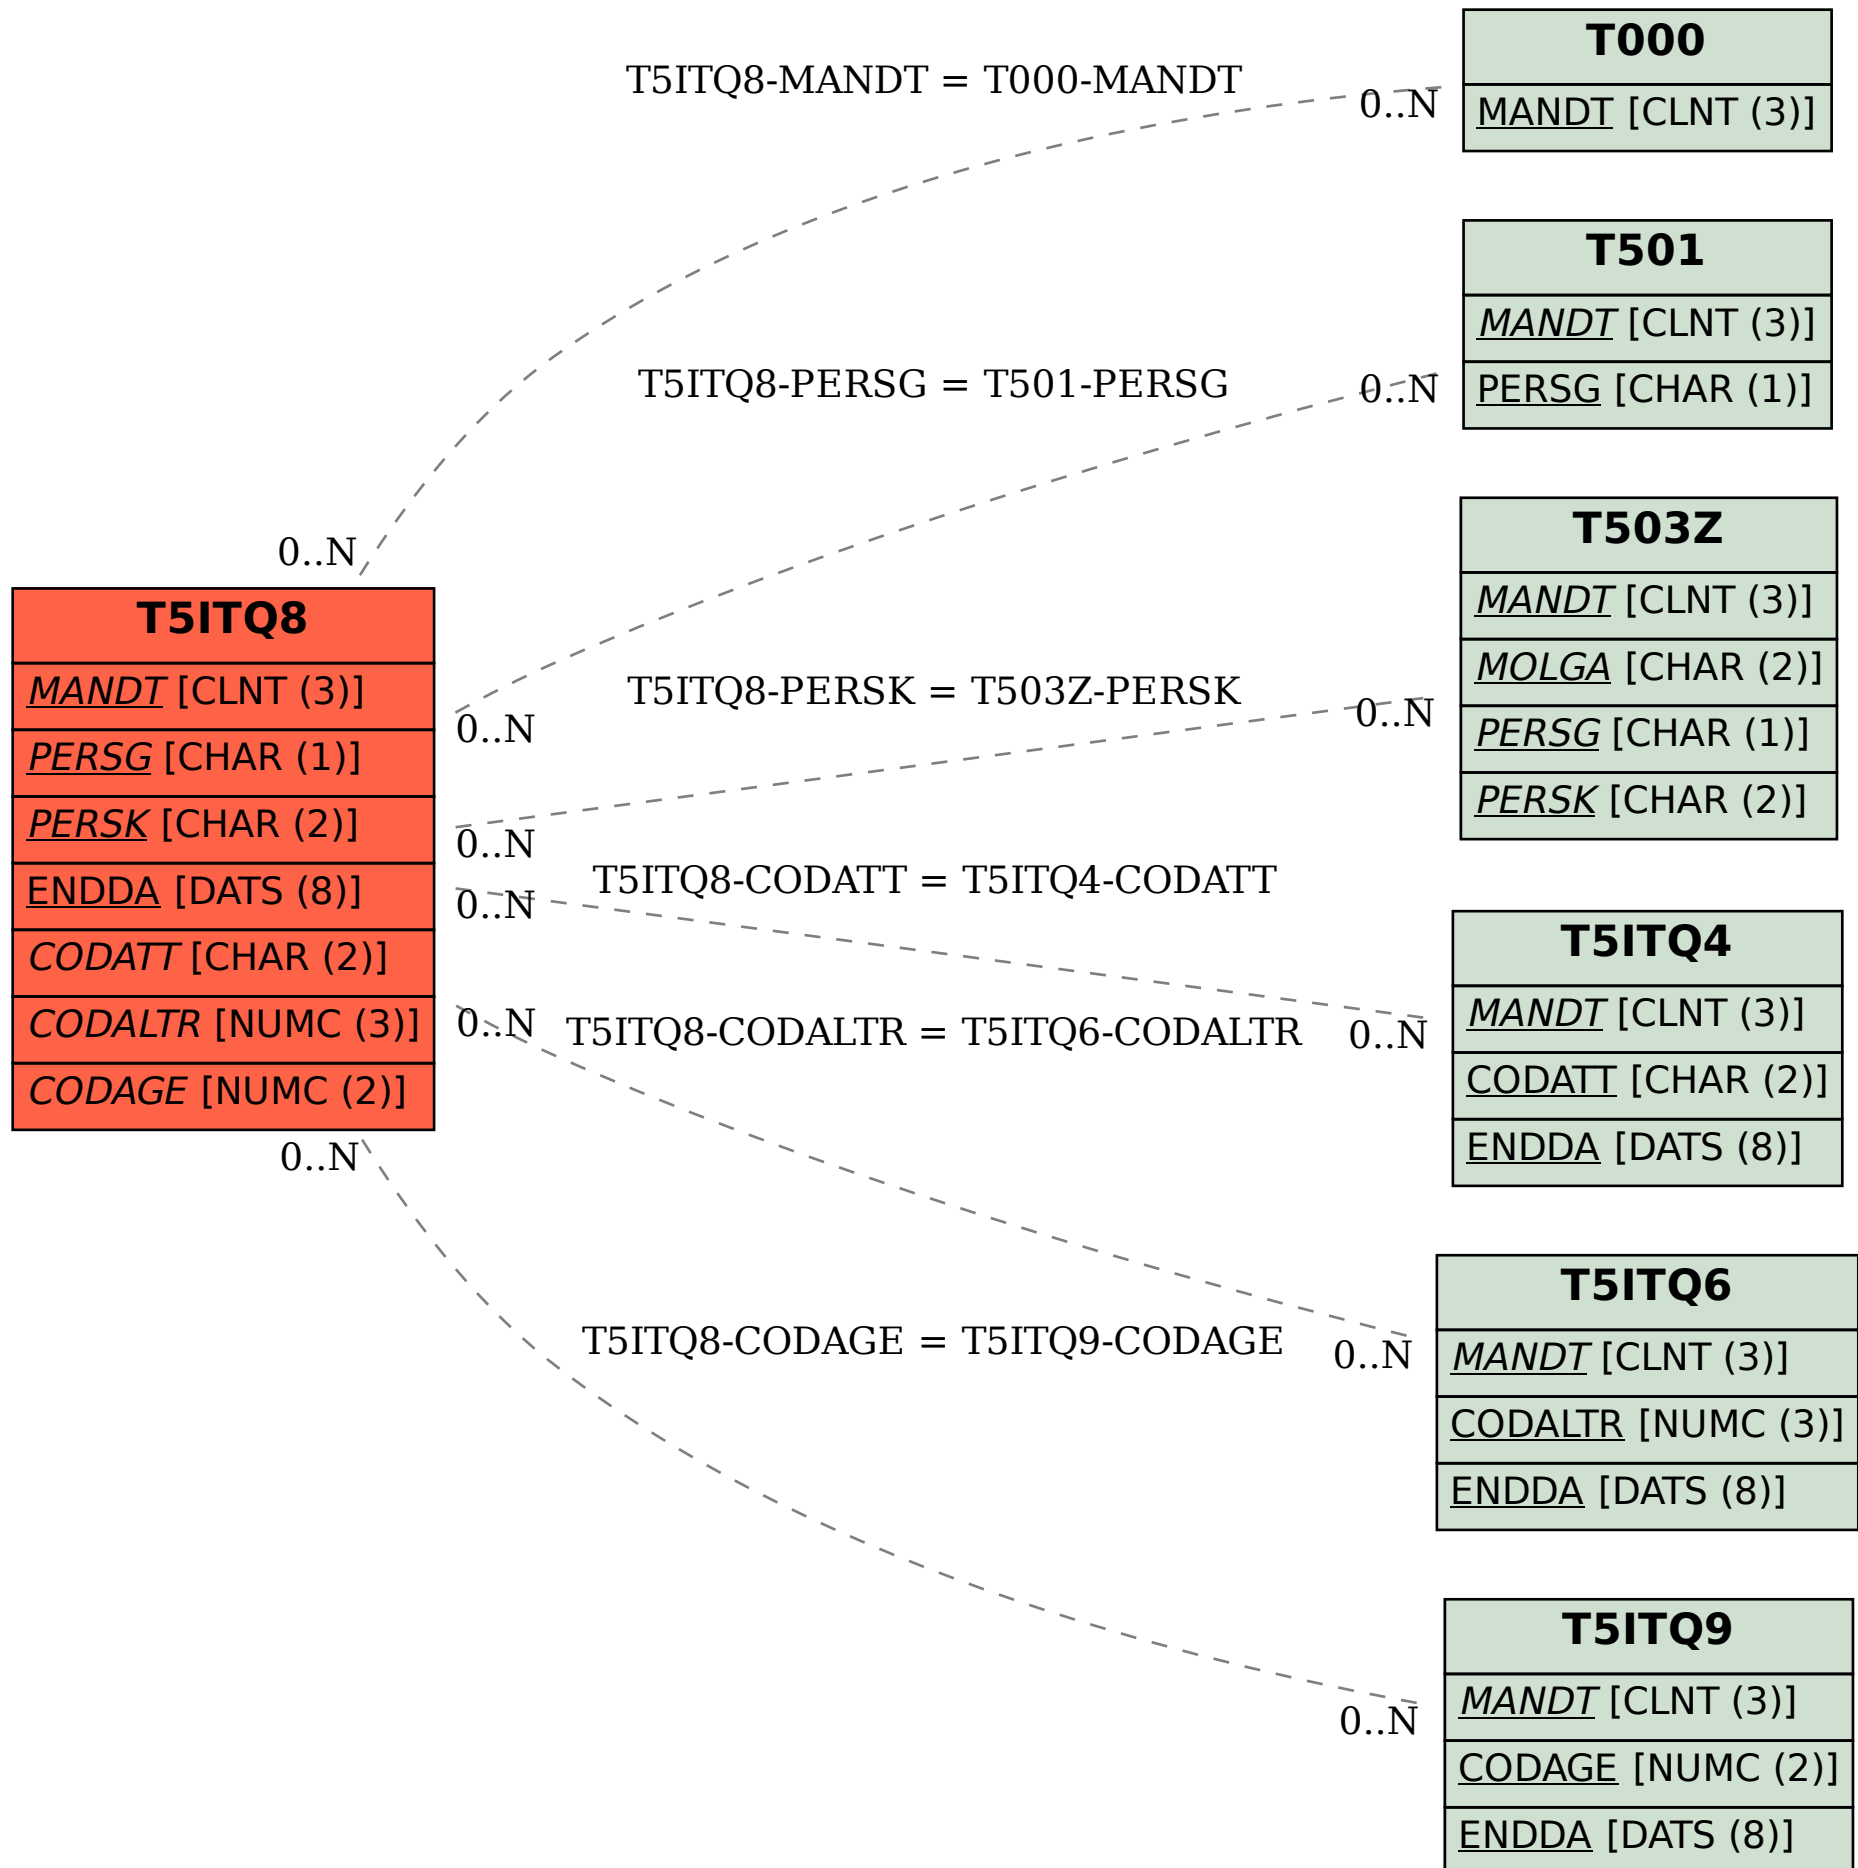 T5ITQ8-MANDT = T000-MANDT
0..N
0..N
T000
MANDT [CLNT (3)]
T5ITQ8-PERSG = T501-PERSG
0..N
0..N
T501
MANDT [CLNT (3)]
PERSG [CHAR (1)]
T5ITQ8
MANDT [CLNT (3)]
PERSG [CHAR (1)]
PERSK [CHAR (2)]
ENDDA [DATS (8)]
CODATT [CHAR (2)]
CODALTR [NUMC (3)]
CODAGE [NUMC (2)]
T5ITQ8-PERSK = T503Z-PERSK
0..N
0..N
T503Z
MANDT [CLNT (3)]
MOLGA [CHAR (2)]
PERSG [CHAR (1)]
PERSK [CHAR (2)]
T5ITQ8-CODATT = T5ITQ4-CODATT
0..N
0..N
T5ITQ4
MANDT [CLNT (3)]
CODATT [CHAR (2)]
ENDDA [DATS (8)]
T5ITQ8-CODALTR = T5ITQ6-CODALTR
0..N
0..N
T5ITQ6
MANDT [CLNT (3)]
CODALTR [NUMC (3)]
ENDDA [DATS (8)]
T5ITQ8-CODAGE = T5ITQ9-CODAGE
0..N
0..N
T5ITQ9
MANDT [CLNT (3)]
CODAGE [NUMC (2)]
ENDDA [DATS (8)]